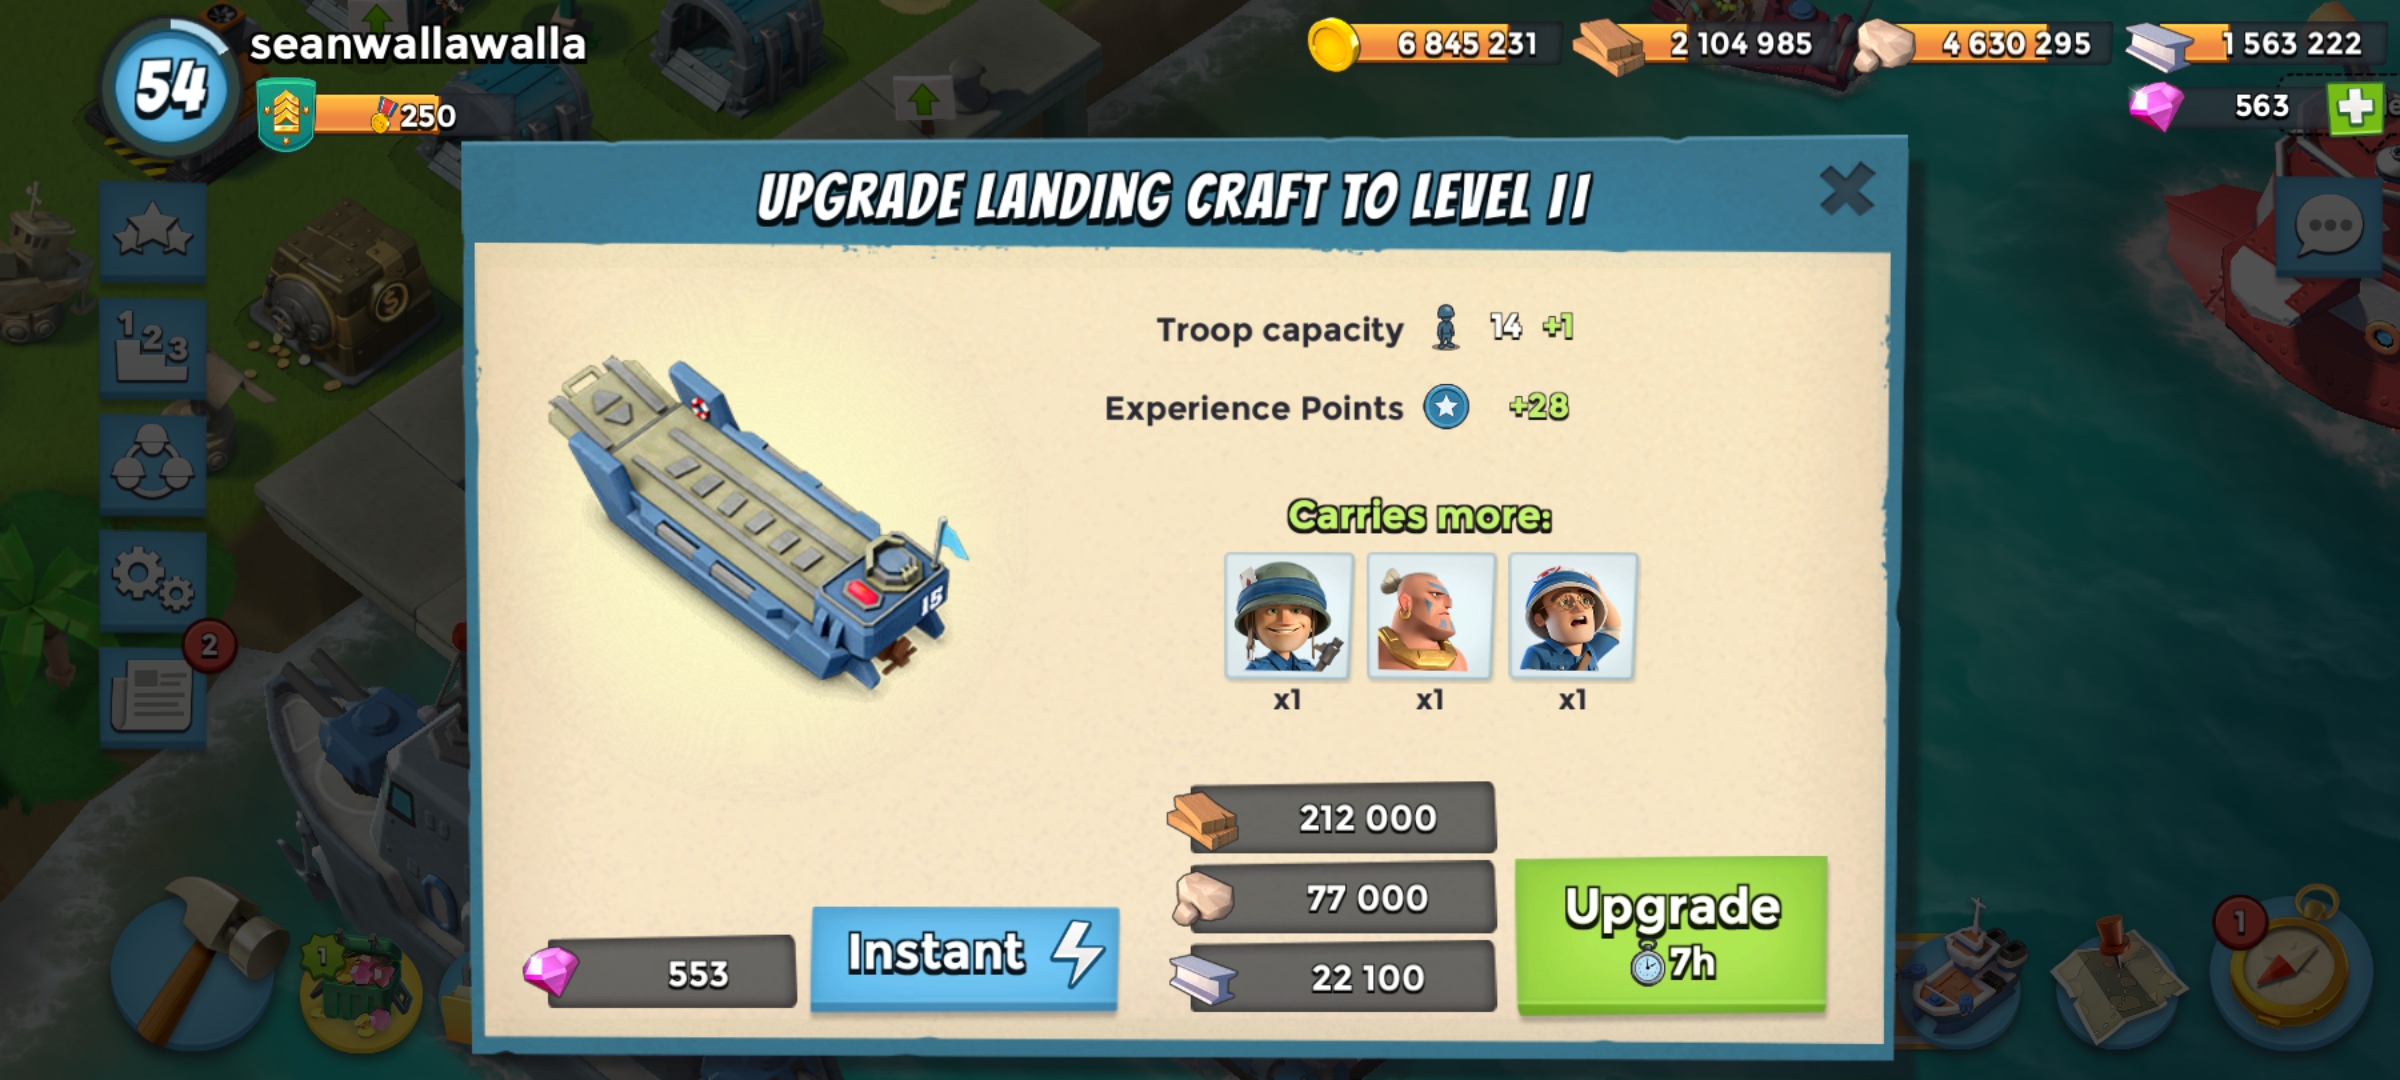 54
seanwallawalla
250
6 845 231
2 104 985
4 630 295
1 563 222
563
UPGRADE LANDING CRAFT TO LEVEL 11
Troop capacity 14 +1
Experience Points +28
Carries more:
x1 x1 x1
123
2
15
212 000
77 000
22 100
553
Instant
Upgrade
7h
1
1